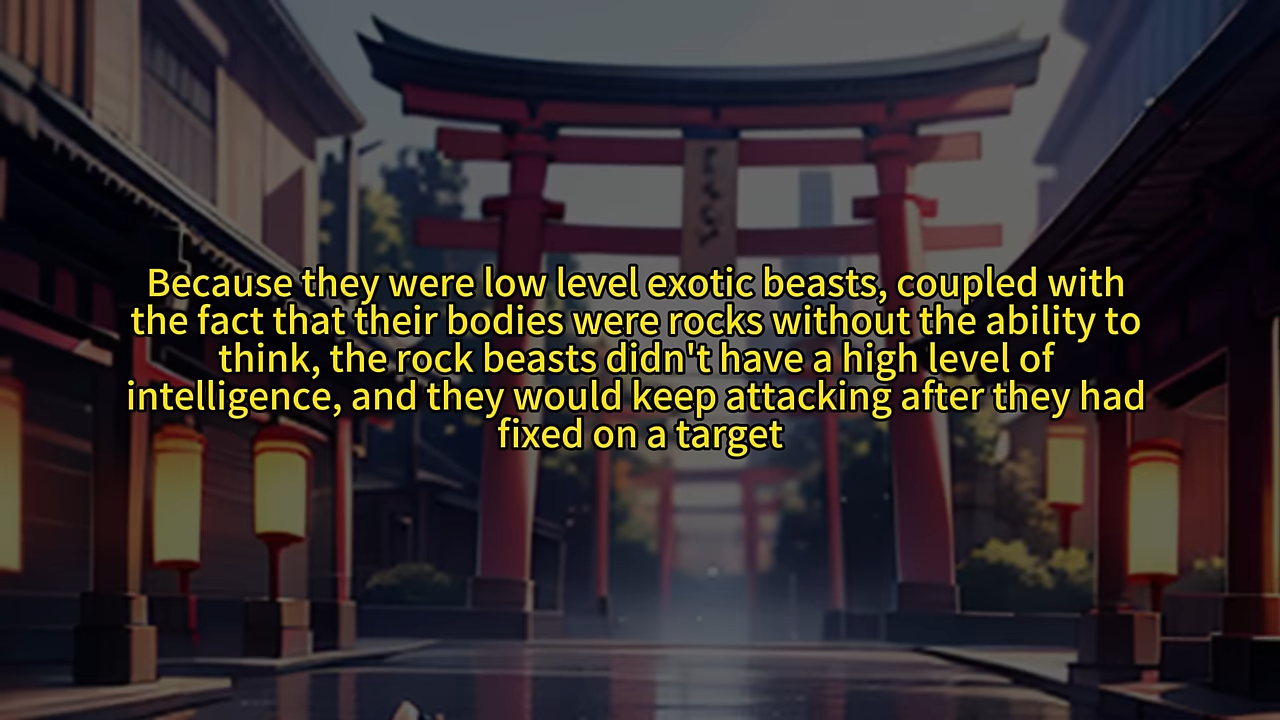 Because they were low level exotic beasts, coupled with
the fact that their bodies were rocks without the ability to
think, the rock beasts didn't have a high level of
intelligence, and they would keep attacking after they had
fixed on a target